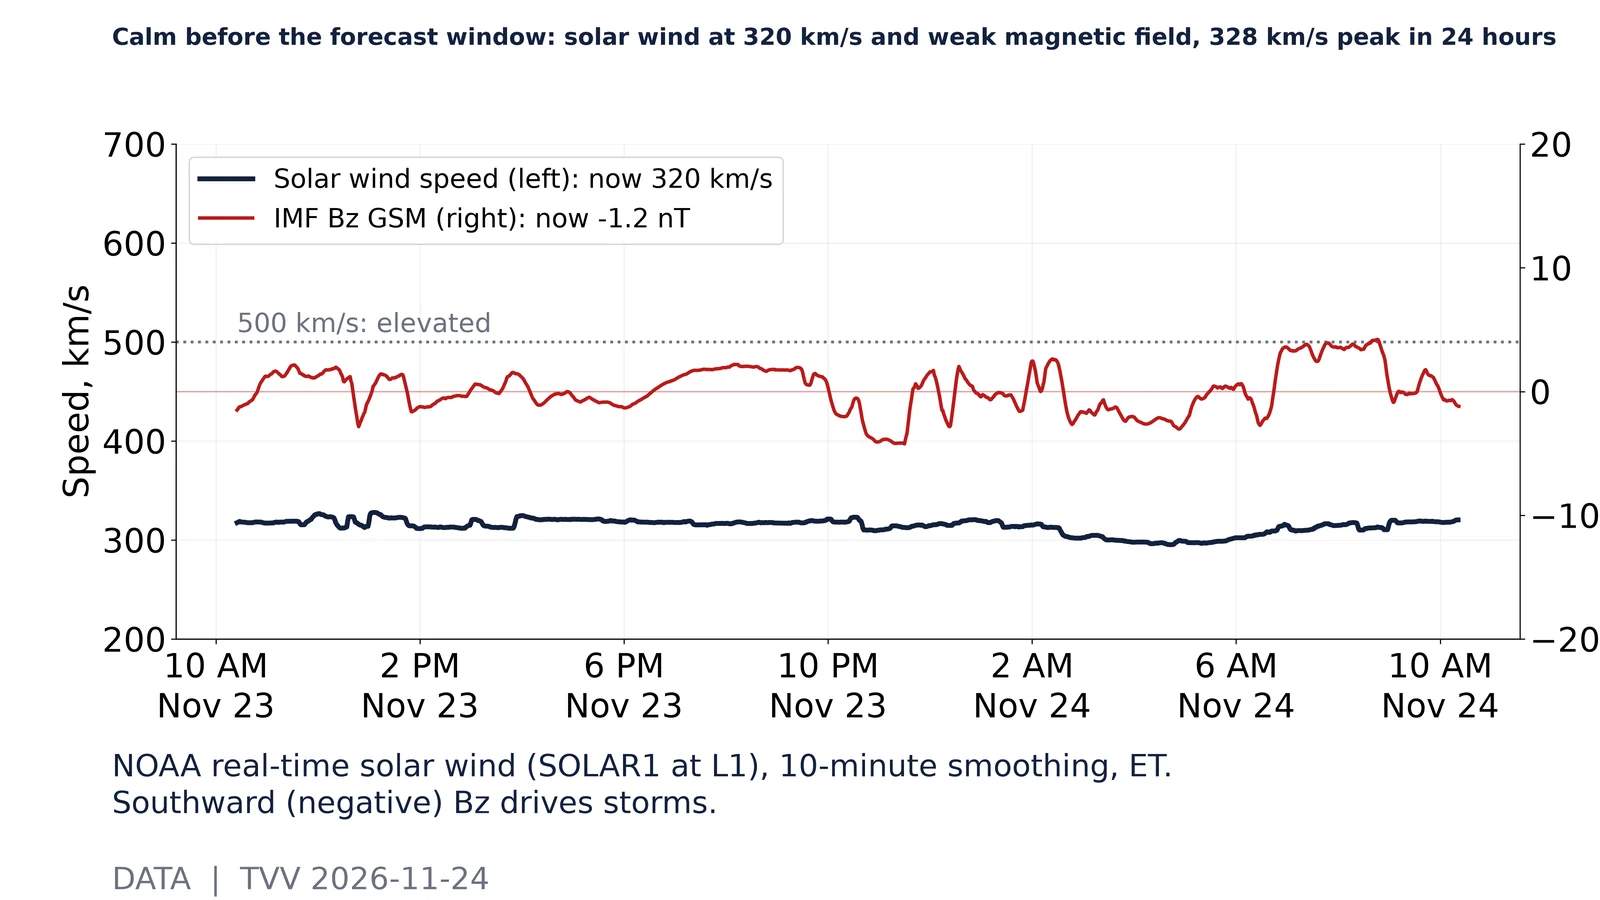 Calm before the forecast window: solar wind at 320 km/s and weak magnetic field, 328 km/s peak in 24 hours
700
600
500
400
300
200
Speed, km/s
Solar wind speed (left): now 320 km/s
IMF Bz GSM (right): now -1.2 nT
500 km/s: elevated
20
10
0
−10
−20
10 AM
Nov 23
2 PM
Nov 23
6 PM
Nov 23
10 PM
Nov 23
2 AM
Nov 24
6 AM
Nov 24
10 AM
Nov 24
NOAA real-time solar wind (SOLAR1 at L1), 10-minute smoothing, ET.
Southward (negative) Bz drives storms.
DATA | TVV 2026-11-24